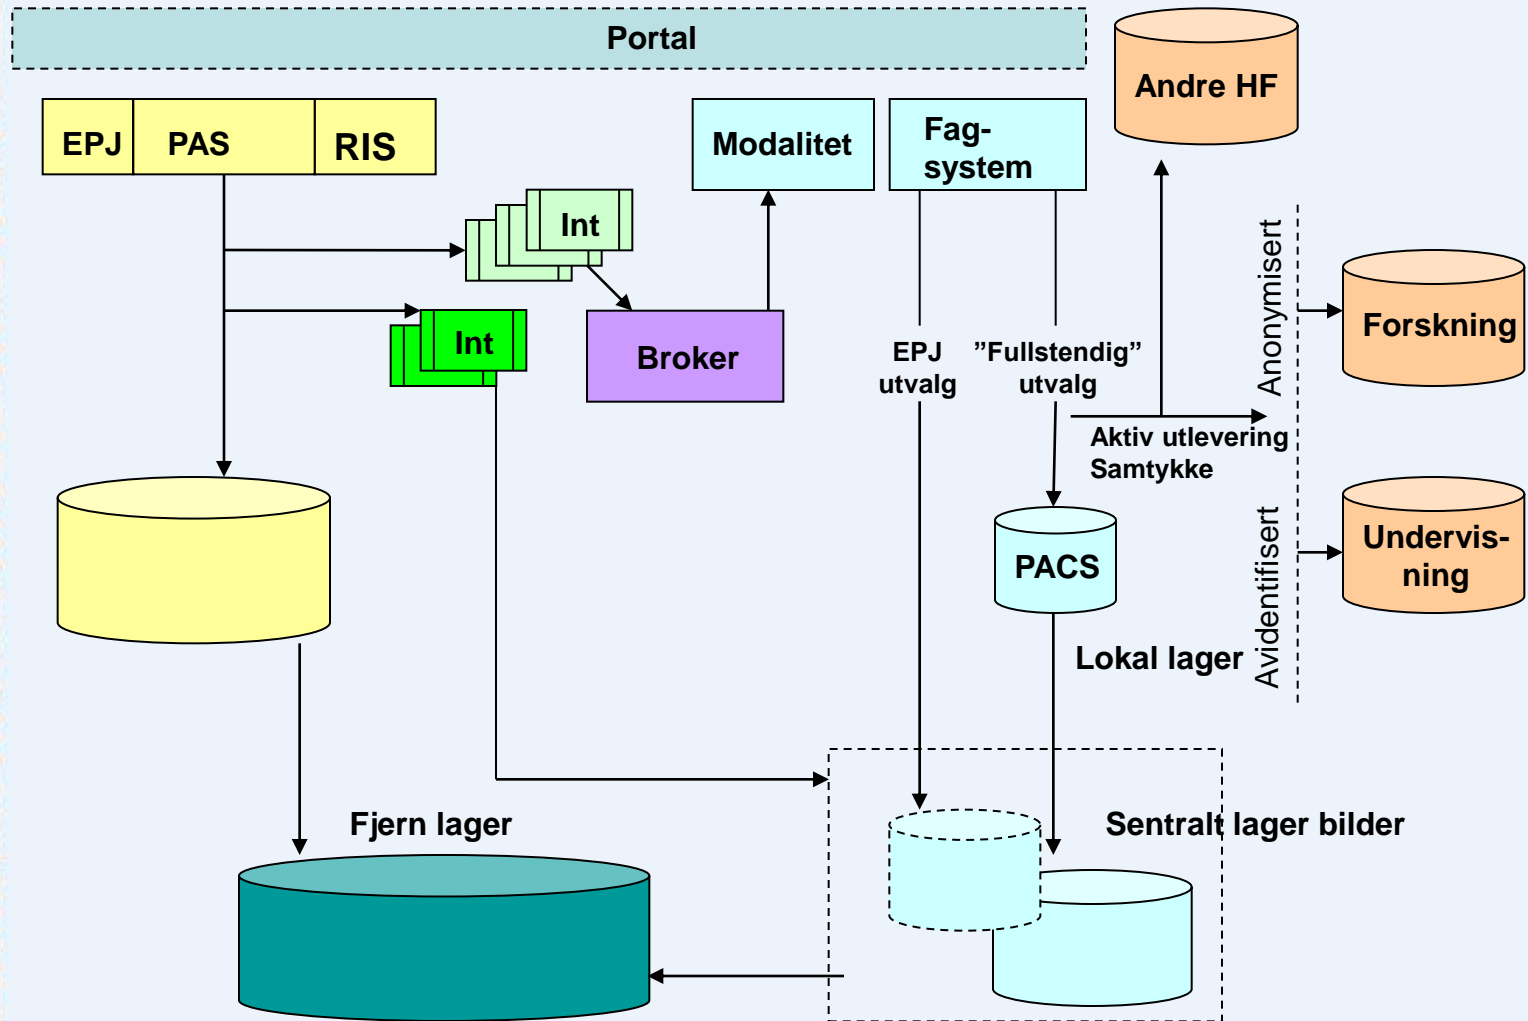 Portal
Andre HF
EPJ
PAS
RIS
Modalitet
Fag-
system
Int
Int
Broker
EPJ
utvalg
”Fullstendig”
utvalg
Aktiv utlevering
Samtykke
Anonymisert
Forskning
Avidentifisert
Undervis-
ning
PACS
Lokal lager
Fjern lager
Sentralt lager bilder